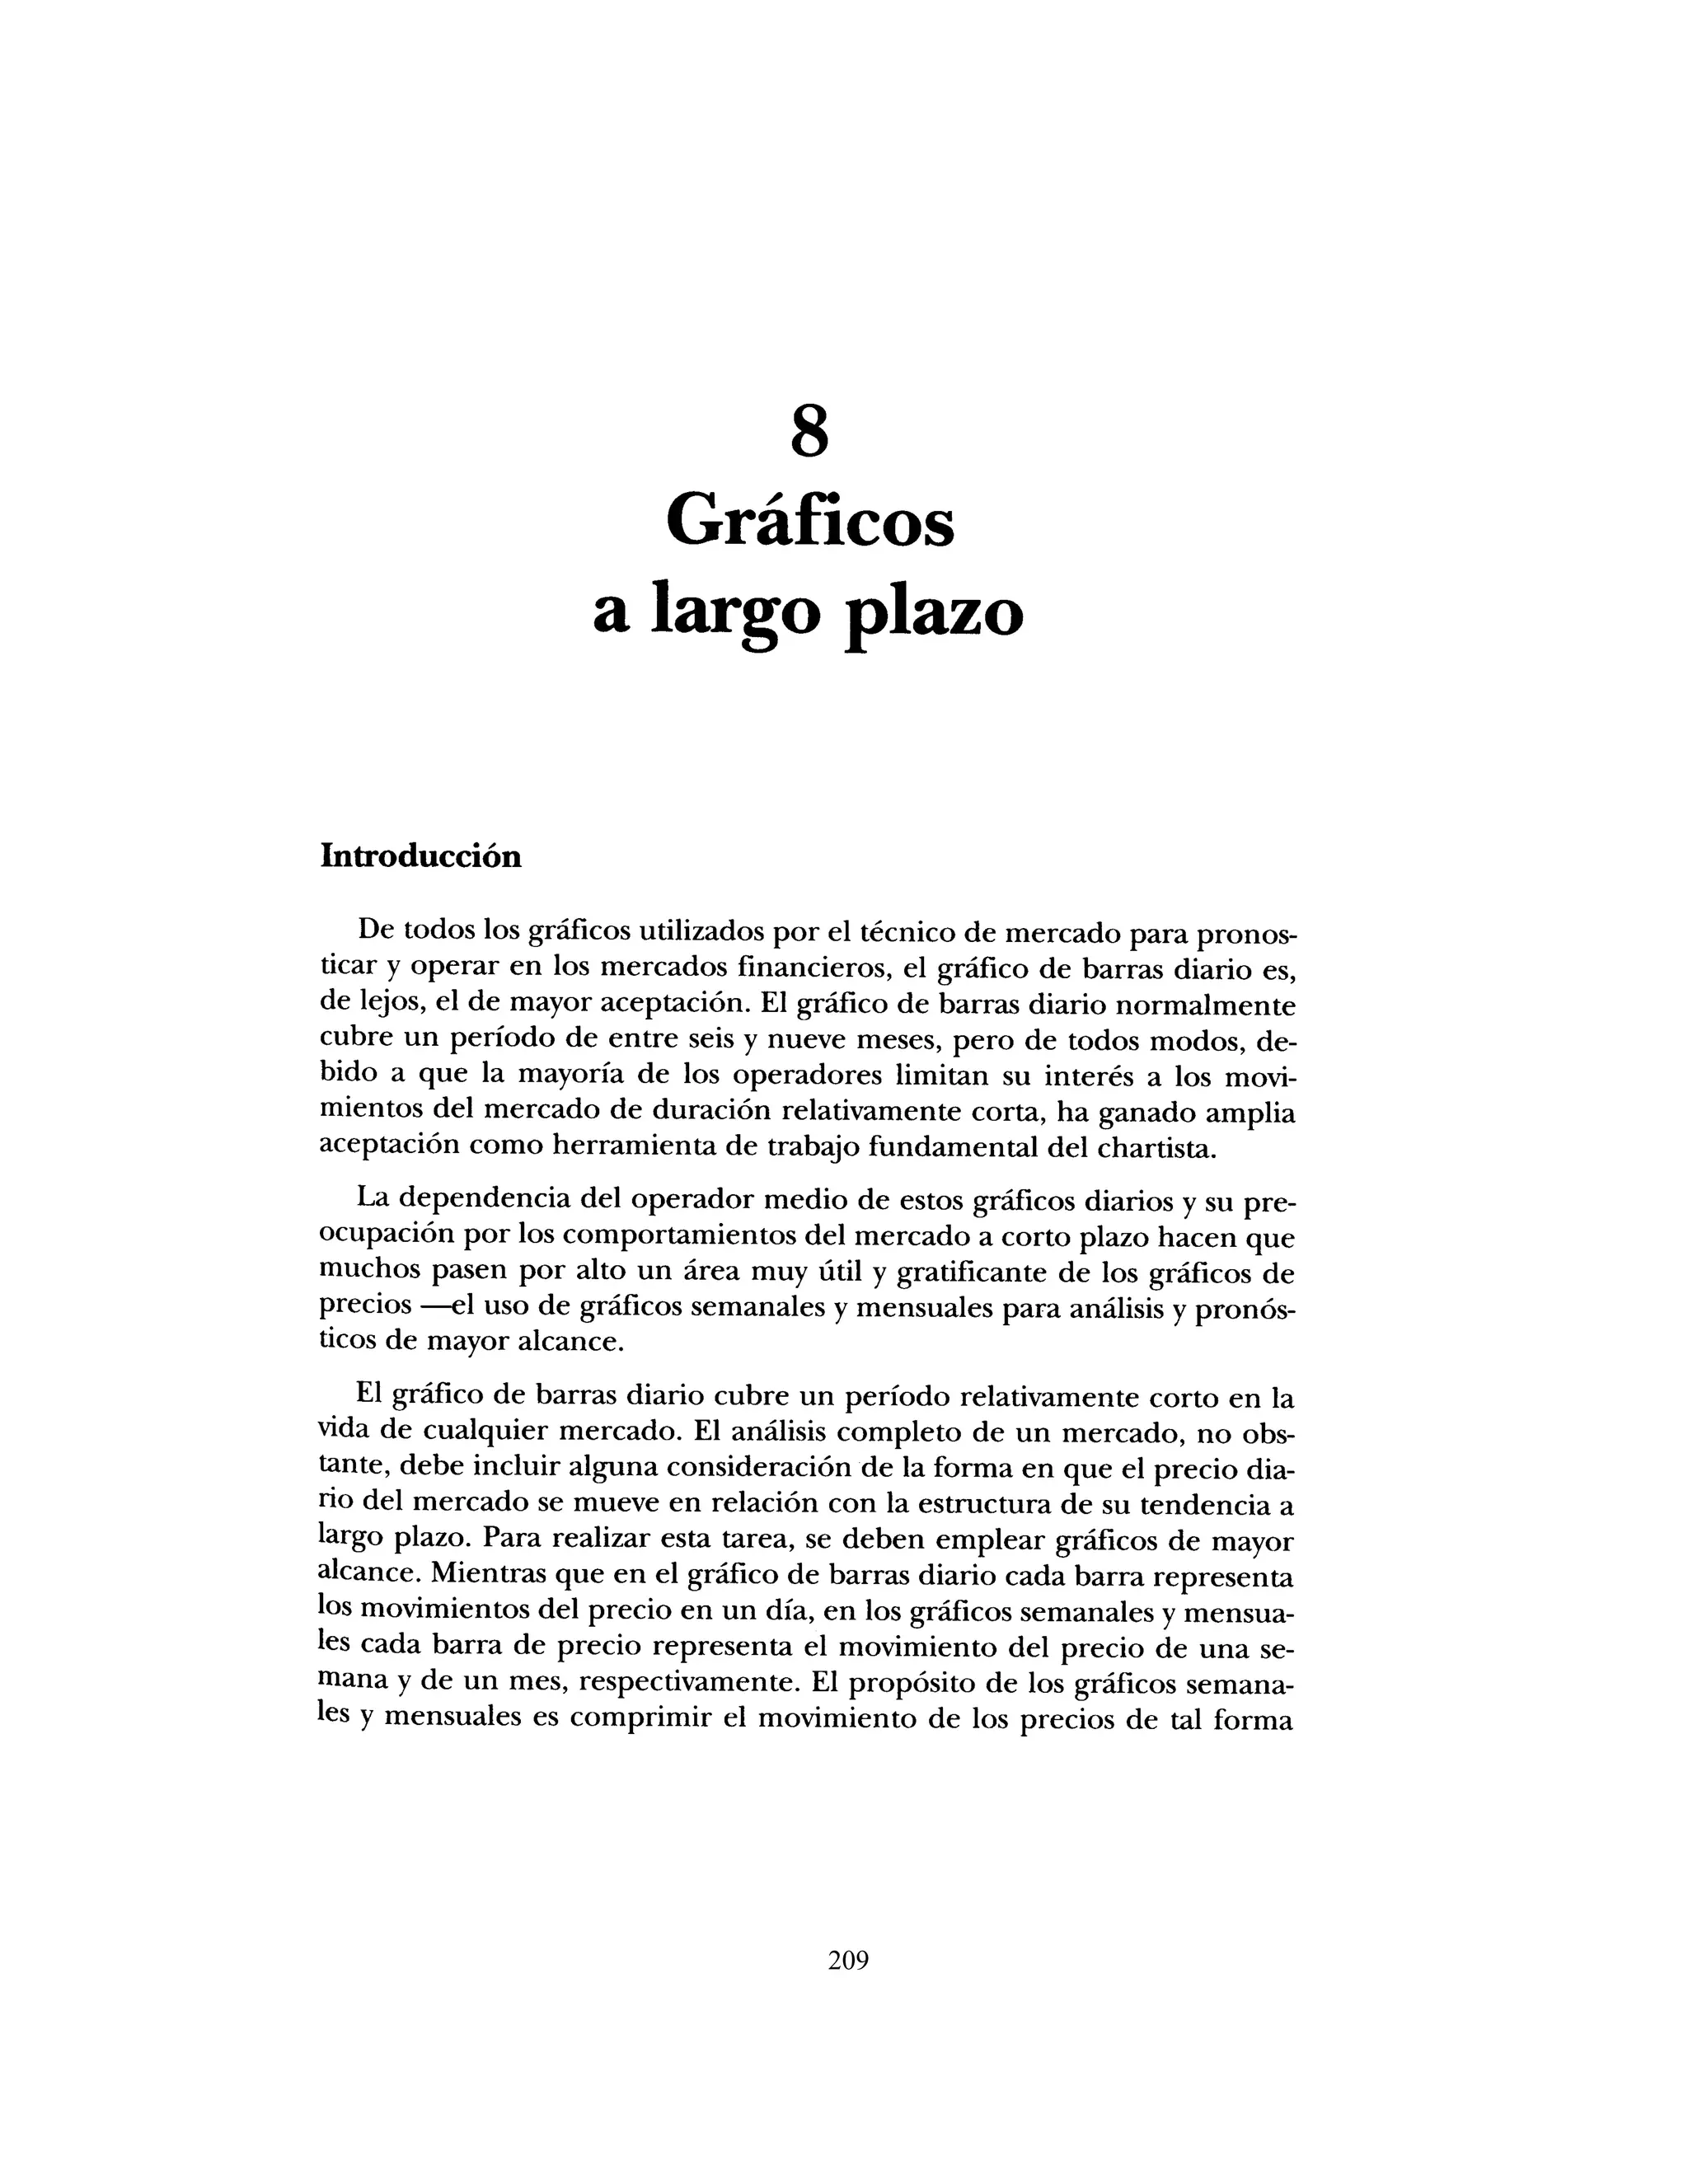 8
Gráficos
a largo plazo
Introducción
De todos los gráficos utilizados por el técnico de mercado para pronos-
ticar y operar en los mercados financieros, el gráfico de barras diario es,
de lejos, el de mayor aceptación. El gráfico de barras diario normalmente
cubre un período de entre seis y nueve meses, pero de todos modos, de-
bido a que la mayoría de los operadores limitan su interés a los movi-
mientos del mercado de duración relativamente corta, ha ganado amplia
aceptación como herramienta de trabajo fundamental del chartista.
La dependencia del operador medio de estos gráficos diarios y su pre-
ocupación por los comportamientos del mercado a corto plazo hacen que
muchos pasen por alto un área muy útil y gratificante de los gráficos de
precios —el uso de gráficos semanales y mensuales para análisis y pronós-
ticos de mayor alcance.
El gráfico de barras diario cubre un período relativamente corto en la
vida de cualquier mercado. El análisis completo de un mercado, no obs-
tante, debe incluir alguna consideración de la forma en que el precio dia-
rio del mercado se mueve en relación con la estructura de su tendencia a
largo plazo. Para realizar esta tarea, se deben emplear gráficos de mayor
alcance. Mientras que en el gráfico de barras diario cada barra representa
los movimientos del precio en un día, en los gráficos semanales y mensua-
les cada barra de precio representa el movimiento del precio de una se-
mana y de un mes, respectivamente. El propósito de los gráficos semana-
les y mensuales es comprimir el movimiento de los precios de tal forma
209